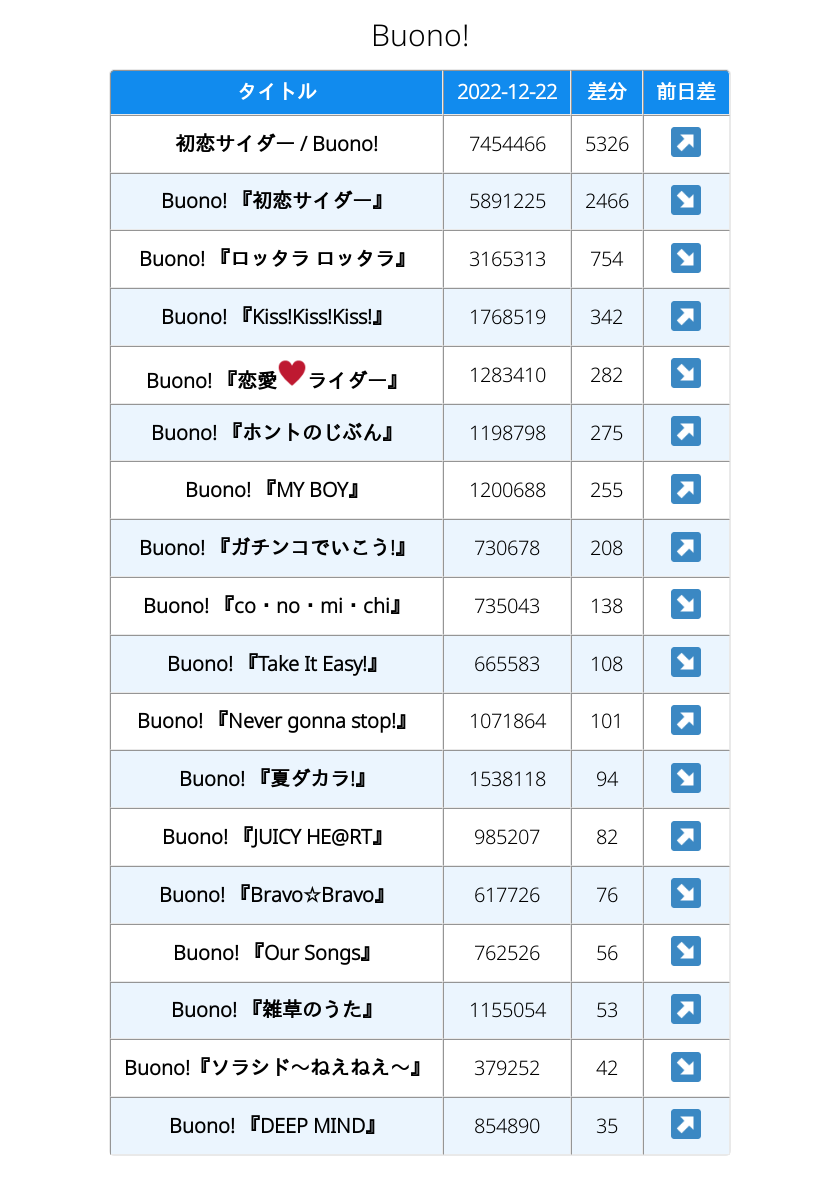 Buono!
タイトル 2022-12-22 差分 前日差
初恋サイダー / Buono! 7454466 5326 ↗
Buono! 『初恋サイダー』 5891225 2466 ↘
Buono! 『ロッタラ ロッタラ』 3165313 754 ↘
Buono! 『Kiss!Kiss!Kiss!』 1768519 342 ↗
Buono! 『恋愛♥ライダー』 1283410 282 ↘
Buono! 『ホントのじぶん』 1198798 275 ↗
Buono! 『MY BOY』 1200688 255 ↗
Buono! 『ガチンコでいこう!』 730678 208 ↗
Buono! 『co・no・mi・chi』 735043 138 ↘
Buono! 『Take It Easy!』 665583 108 ↘
Buono! 『Never gonna stop!』 1071864 101 ↗
Buono! 『夏ダカラ!』 1538118 94 ↘
Buono! 『JUICY HE@RT』 985207 82 ↗
Buono! 『Bravo☆Bravo』 617726 76 ↘
Buono! 『Our Songs』 762526 56 ↘
Buono! 『雑草のうた』 1155054 53 ↗
Buono!『ソラシド〜ねえねえ〜』 379252 42 ↘
Buono! 『DEEP MIND』 854890 35 ↗